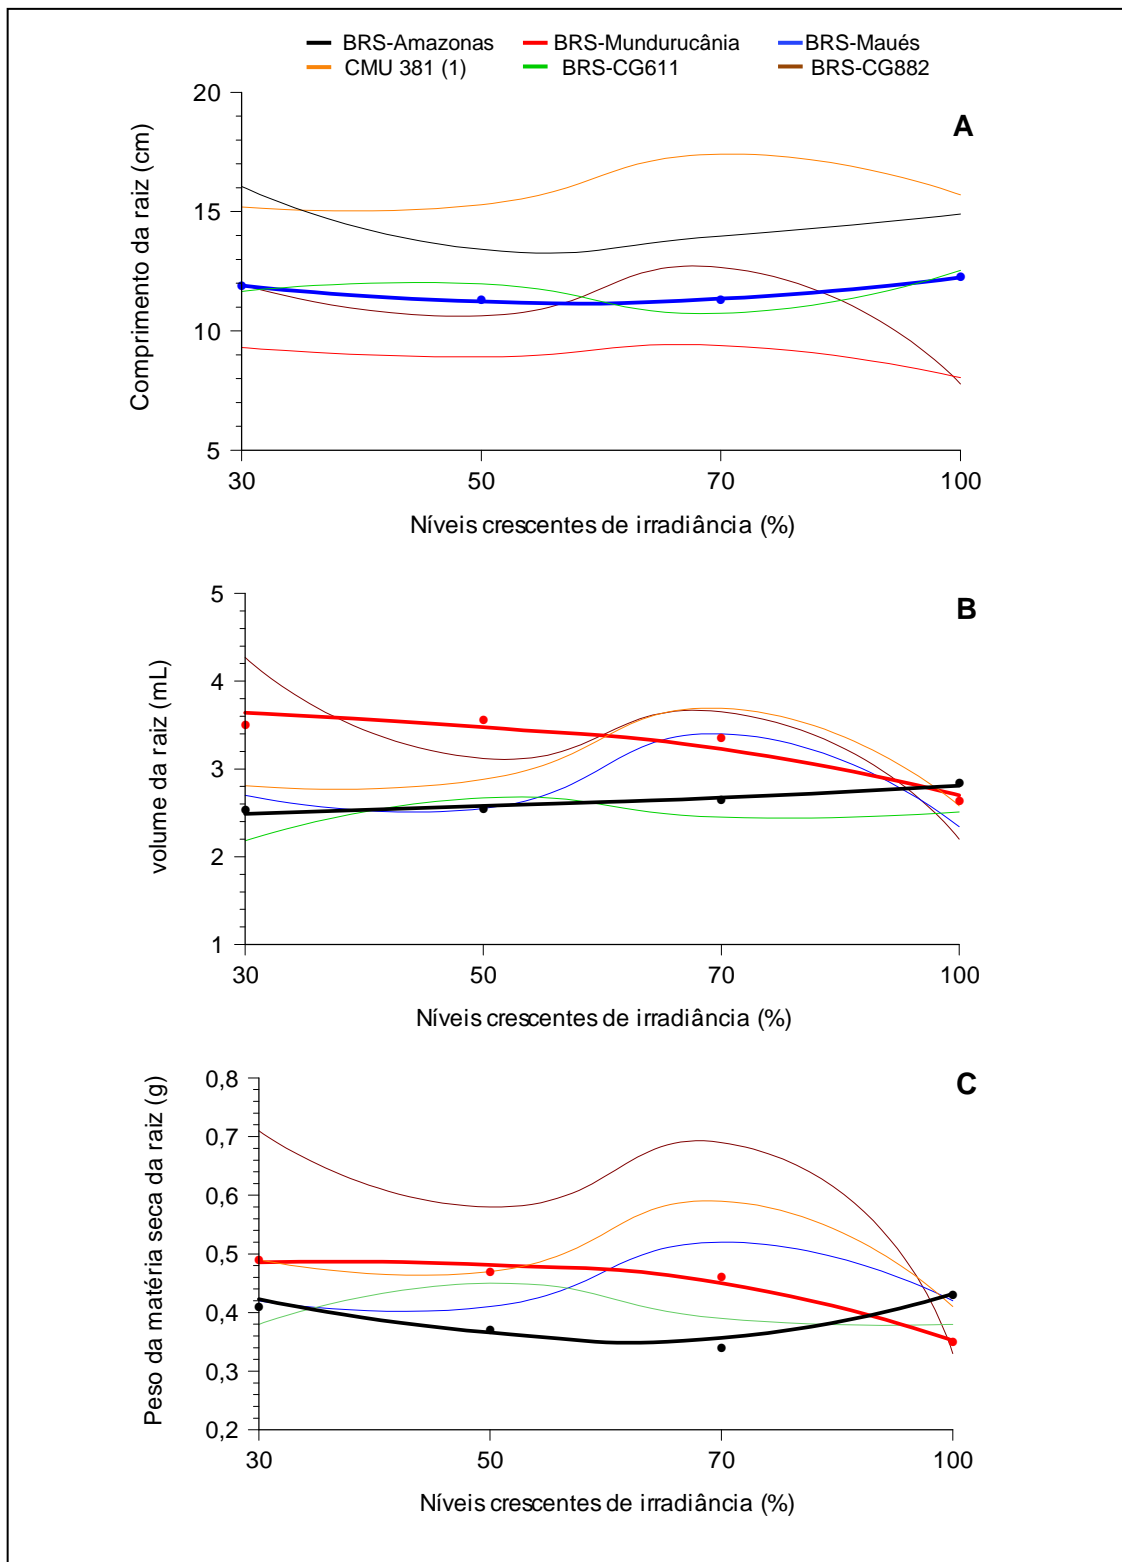 BRS-Amazonas BRS-Mundurucânia BRS-Maués
CMU 381 (1) BRS-CG611 BRS-CG882
A
Comprimento da raiz (cm)
20
15
10
5
30 50 70 100
Níveis crescentes de irradiância (%)
B
volume da raiz (mL)
5
4
3
2
1
30 50 70 100
Níveis crescentes de irradiância (%)
C
Peso da matéria seca da raiz (g)
0,8
0,7
0,6
0,5
0,4
0,3
0,2
30 50 70 100
Níveis crescentes de irradiância (%)